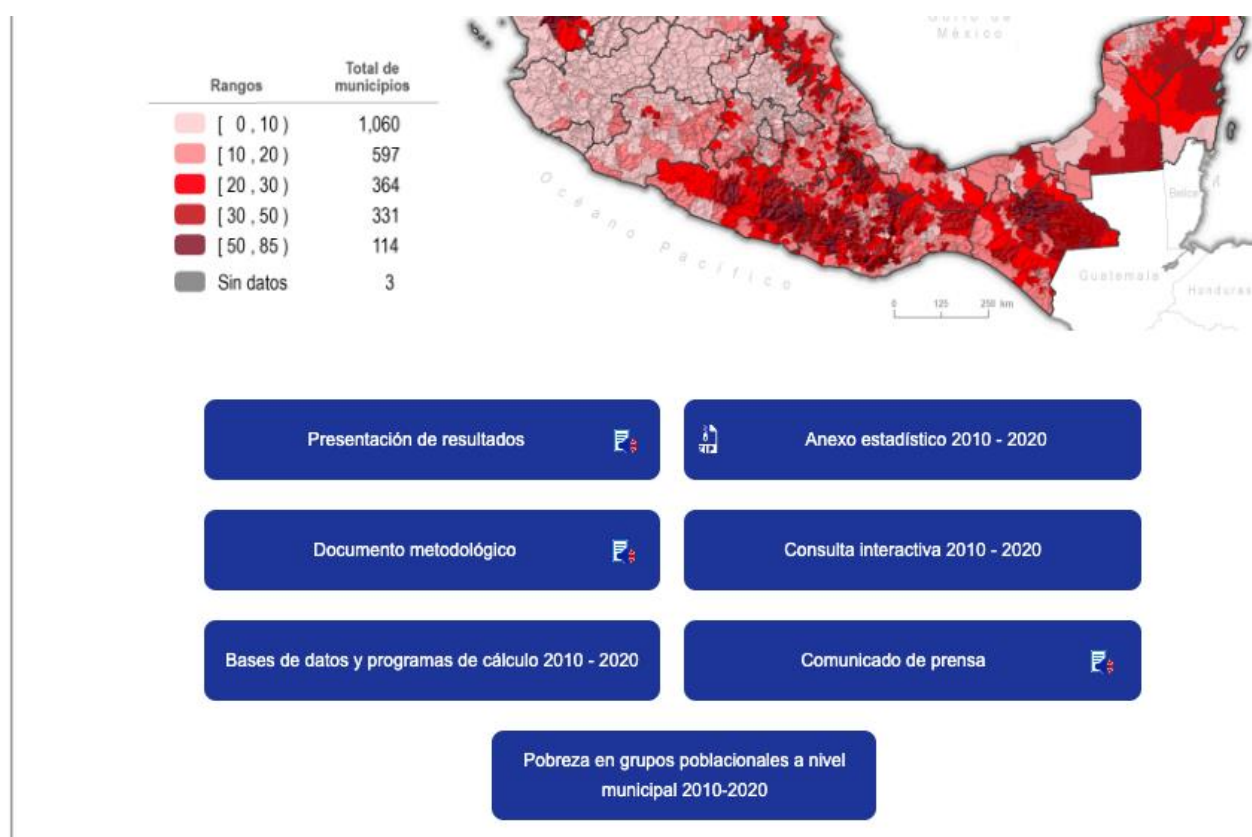 Golfo de
México
Rangos
Total de
municipios
[ 0 , 10 ) 1,060
[ 10 , 20 ) 597
[ 20 , 30 ) 364
[ 30 , 50 ) 331
[ 50 , 85 ) 114
Sin datos 3
Océano Pacífico
Belice
Guatemala
Honduras
0 125 250 km
Presentación de resultados
ZIP
Anexo estadístico 2010 - 2020
Documento metodológico
Consulta interactiva 2010 - 2020
Bases de datos y programas de cálculo 2010 - 2020
Comunicado de prensa
Pobreza en grupos poblacionales a nivel
municipal 2010-2020